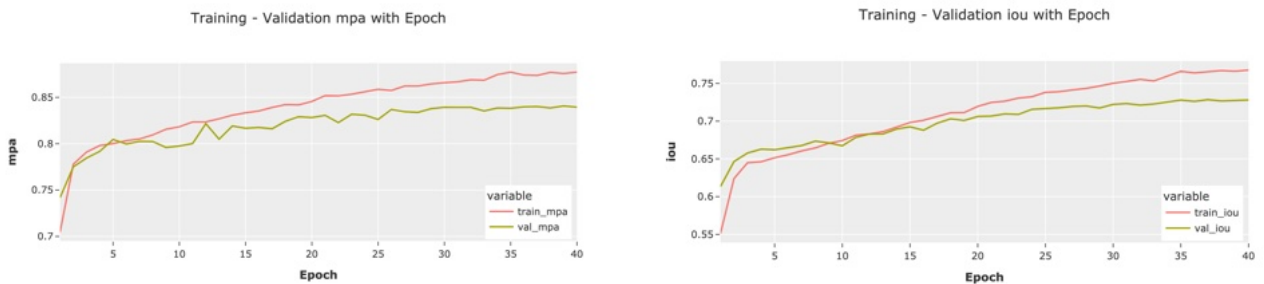 Training - Validation mpa with Epoch
mpa
0.85
0.8
0.75
0.7
5 10 15 20 25 30 35 40
Epoch
variable
train_mpa
val_mpa
Training - Validation iou with Epoch
iou
0.75
0.7
0.65
0.6
0.55
5 10 15 20 25 30 35 40
Epoch
variable
train_iou
val_iou